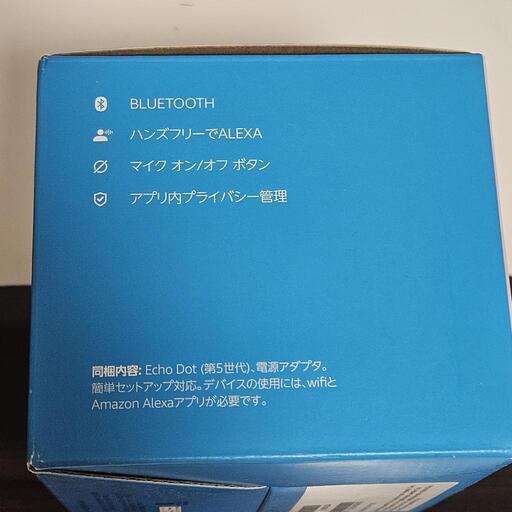 BLUETOOTH
ハンズフリーでALEXA
マイク オン/オフ ボタン
アプリ内プライバシー管理
同梱内容: Echo Dot (第5世代)、電源アダプタ。
簡単セットアップ対応。デバイスの使用には、wifiと
Amazon Alexaアプリが必要です。